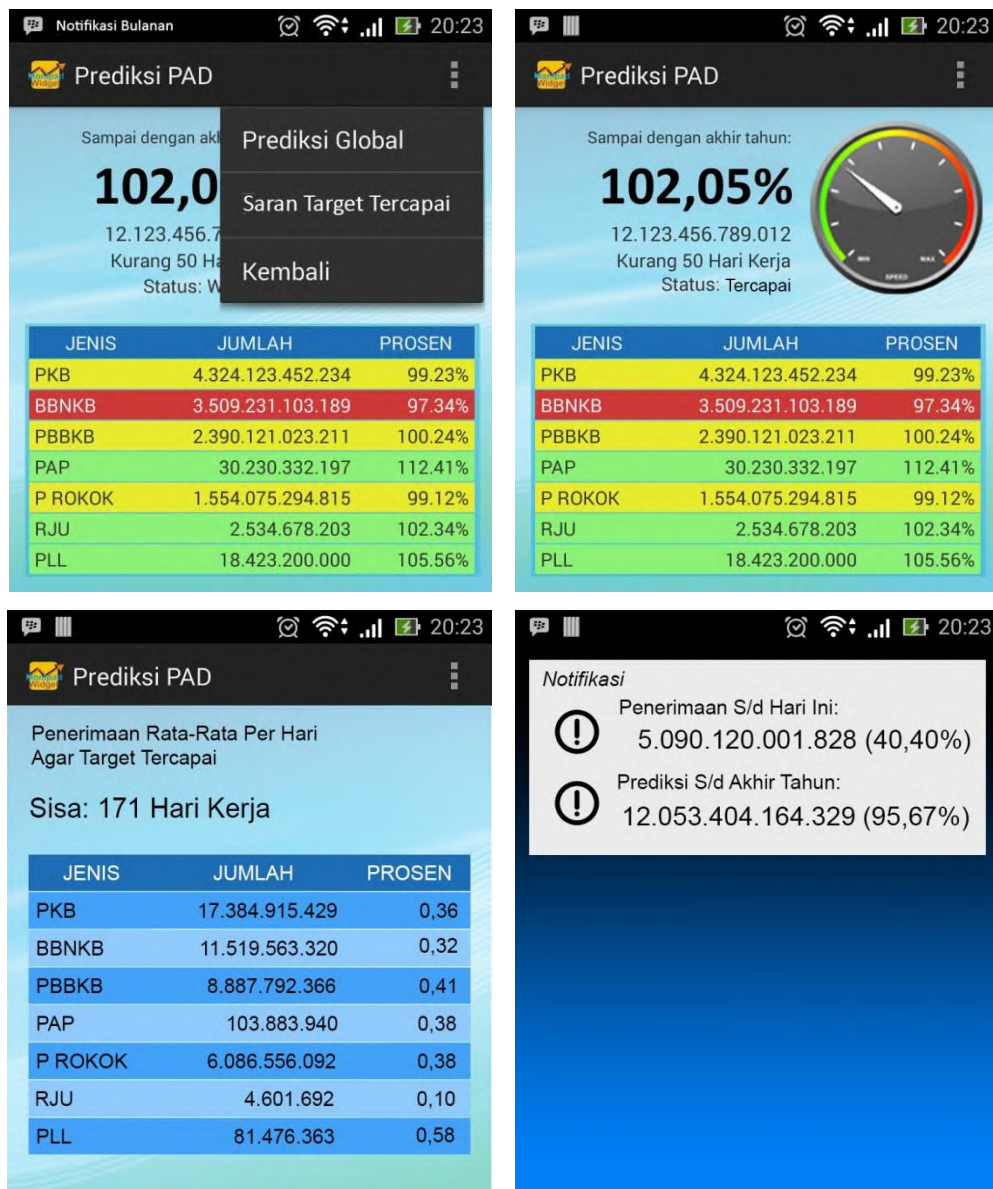 Notifikasi Bulanan 20:23
Prediksi PAD
Sampai dengan
102,0
Kurang 50
Status:
Prediksi Global
Saran Target Tercapai
Kembali
JENIS JUMLAH PROSEN
PKB 4.324.123.452.234 99.23%
BBNKB 3.509.231.103.189 97.34%
PBBKB 2.390.121.023.211 100.24%
PAP 30.230.332.197 112.41%
P ROKOK 1.554.075.294.815 99.12%
RJU 2.534.678.203 102.34%
PLL 18.423.200.000 105.56%
20:23
Prediksi PAD
Sampai dengan akhir tahun:
102,05%
12.123.456.789.012
Kurang 50 Hari Kerja
Status: Tercapai
MIN MAX
SPEED
JENIS JUMLAH PROSEN
PKB 4.324.123.452.234 99.23%
BBNKB 3.509.231.103.189 97.34%
PBBKB 2.390.121.023.211 100.24%
PAP 30.230.332.197 112.41%
P ROKOK 1.554.075.294.815 99.12%
RJU 2.534.678.203 102.34%
PLL 18.423.200.000 105.56%
20:23
Prediksi PAD
Penerimaan Rata-Rata Per Hari
Agar Target Tercapai
Sisa: 171 Hari Kerja
JENIS JUMLAH PROSEN
PKB 17.384.915.429 0,36
BBNKB 11.519.563.320 0,32
PBBKB 8.887.792.366 0,41
PAP 103.883.940 0,38
P ROKOK 6.086.556.092 0,38
RJU 4.601.692 0,10
PLL 81.476.363 0,58
20:23
Notifikasi
Penerimaan S/d Hari Ini:
5.090.120.001.828 (40,40%)
Prediksi S/d Akhir Tahun:
12.053.404.164.329 (95,67%)